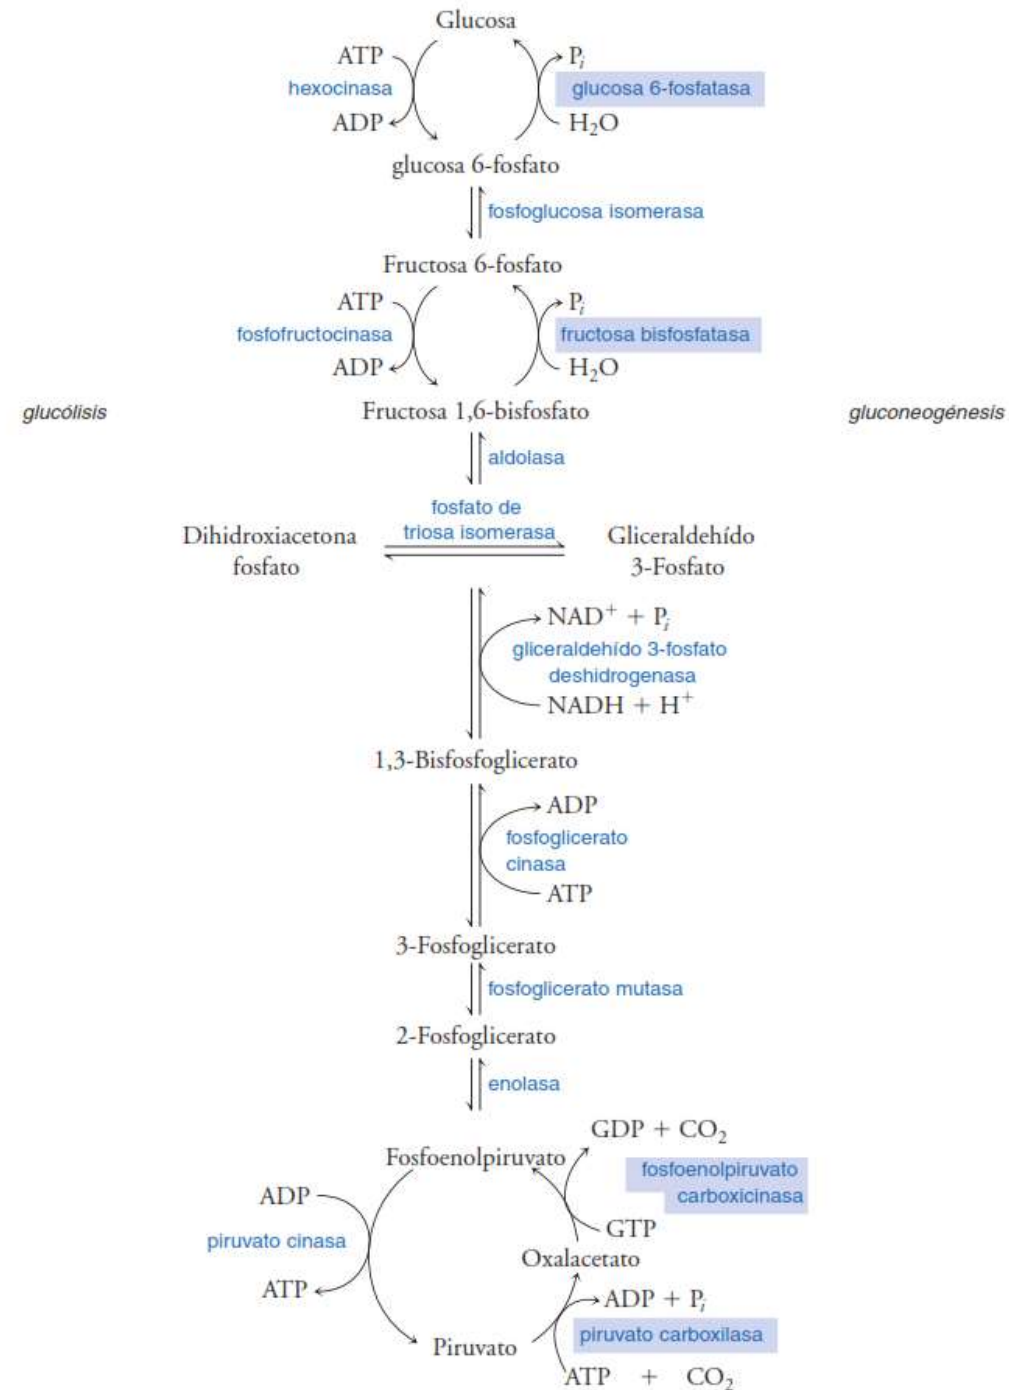 Glucosa
ATP
P𝑖
hexocinasa
glucosa 6-fosfatasa
ADP
H₂O
glucosa 6-fosfato
fosfoglucosa isomerasa
Fructosa 6-fosfato
ATP
P𝑖
fosfofructocinasa
fructosa bisfosfatasa
ADP
H₂O
glucólisis
Fructosa 1,6-bisfosfato
gluconeogénesis
aldolasa
fosfato de
triosa isomerasa
Dihidroxiacetona
fosfato
Gliceraldehído
3-Fosfato
NAD⁺ + P𝑖
gliceraldehído 3-fosfato
deshidrogenasa
NADH + H⁺
1,3-Bisfosfoglicerato
ADP
fosfoglicerato
cinasa
ATP
3-Fosfoglicerato
fosfoglicerato mutasa
2-Fosfoglicerato
enolasa
GDP + CO₂
Fosfoenolpiruvato
fosfoenolpiruvato
carboxicinasa
ADP
GTP
piruvato cinasa
Oxalacetato
ATP
ADP + P𝑖
piruvato carboxilasa
Piruvato
ATP + CO₂